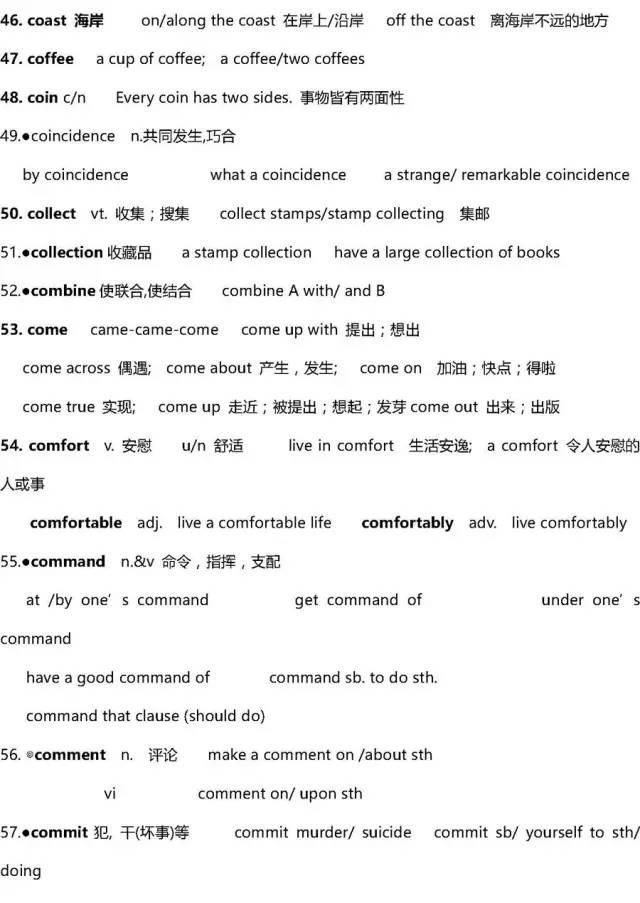 46. coast 海岸 on/along the coast 在岸上/沿岸 off the coast 离海岸不远的地方
47. coffee a cup of coffee; a coffee/two coffees
48. coin c/n Every coin has two sides. 事物皆有两面性
49.●coincidence n.共同发生,巧合
by coincidence what a coincidence a strange/ remarkable coincidence
50. collect vt. 收集；搜集 collect stamps/stamp collecting 集邮
51.●collection 收藏品 a stamp collection have a large collection of books
52.●combine 使联合,使结合 combine A with/ and B
53. come came-came-come come up with 提出；想出
come across 偶遇; come about 产生，发生; come on 加油；快点；得啦
come true 实现; come up 走近；被提出；想起；发芽 come out 出来；出版
54. comfort v. 安慰 u/n 舒适 live in comfort 生活安逸; a comfort 令人安慰的
人或事
comfortable adj. live a comfortable life comfortably adv. live comfortably
55.●command n.&v 命令，指挥，支配
at /by one's command get command of under one's
command
have a good command of command sb. to do sth.
command that clause (should do)
56. ◎comment n. 评论 make a comment on /about sth
vi comment on/ upon sth
57.●commit 犯, 干(坏事)等 commit murder/ suicide commit sb/ yourself to sth/
doing